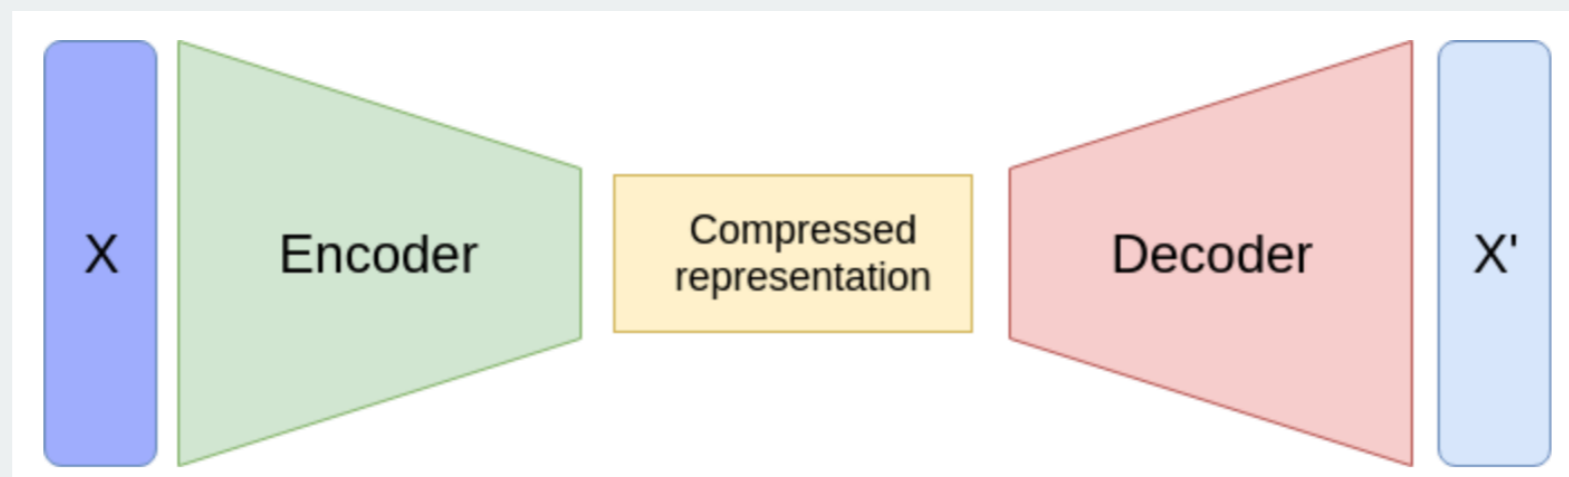 X
Encoder
Compressed
representation
Decoder
X'